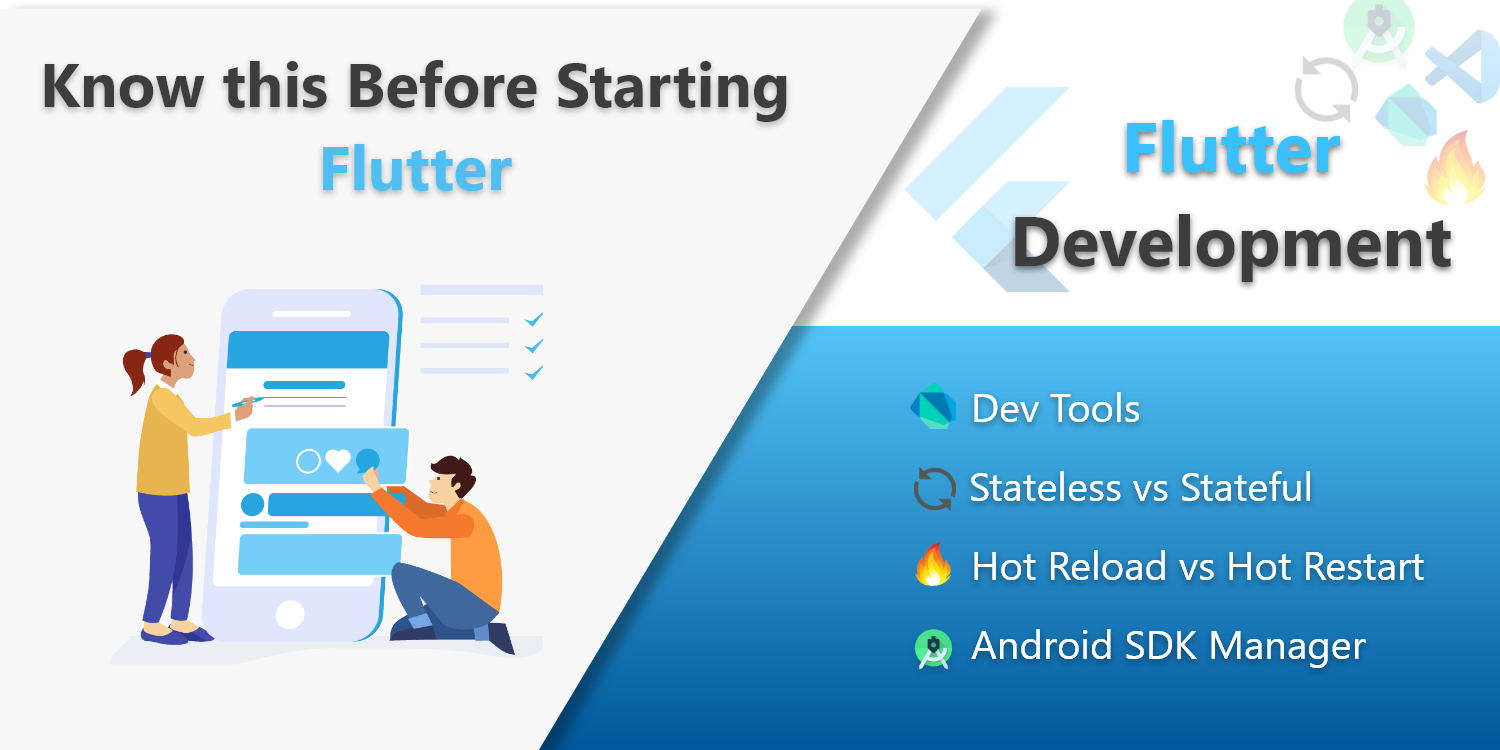 Know this Before Starting
Flutter
Flutter
Development
Dev Tools
Stateless vs Stateful
Hot Reload vs Hot Restart
Android SDK Manager